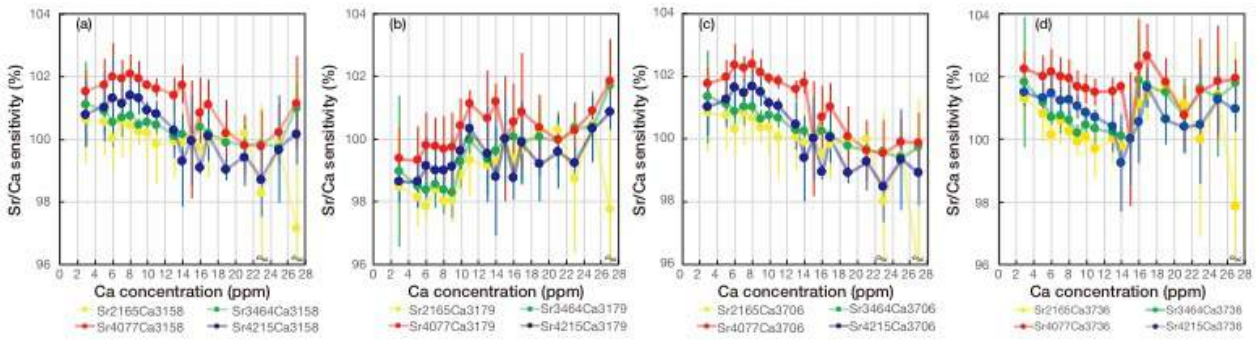 (a) (b) (c) (d)
104 104 104 104
102 102 102 102
100 100 100 100
98 98 98 98
96 96 96 96
Sr/Ca sensitivity (%) Sr/Ca sensitivity (%) Sr/Ca sensitivity (%) Sr/Ca sensitivity (%)
0 2 4 6 8 10 12 14 16 18 21 22 24 26 28 0 2 4 6 8 10 12 14 16 18 21 22 24 26 28 0 2 4 6 8 10 12 14 16 18 21 22 24 26 28 0 2 4 6 8 10 12 14 16 18 21 22 24 26 28
Ca concentration (ppm) Ca concentration (ppm) Ca concentration (ppm) Ca concentration (ppm)
Sr2165Ca3158 Sr3464Ca3158 Sr2165Ca3179 Sr3464Ca3179 Sr2165Ca3706 Sr3464Ca3706 Sr2165Ca3736 Sr3464Ca3736
Sr4077Ca3158 Sr4215Ca3158 Sr4077Ca3179 Sr4215Ca3179 Sr4077Ca3706 Sr4215Ca3706 Sr4077Ca3736 Sr4215Ca3736